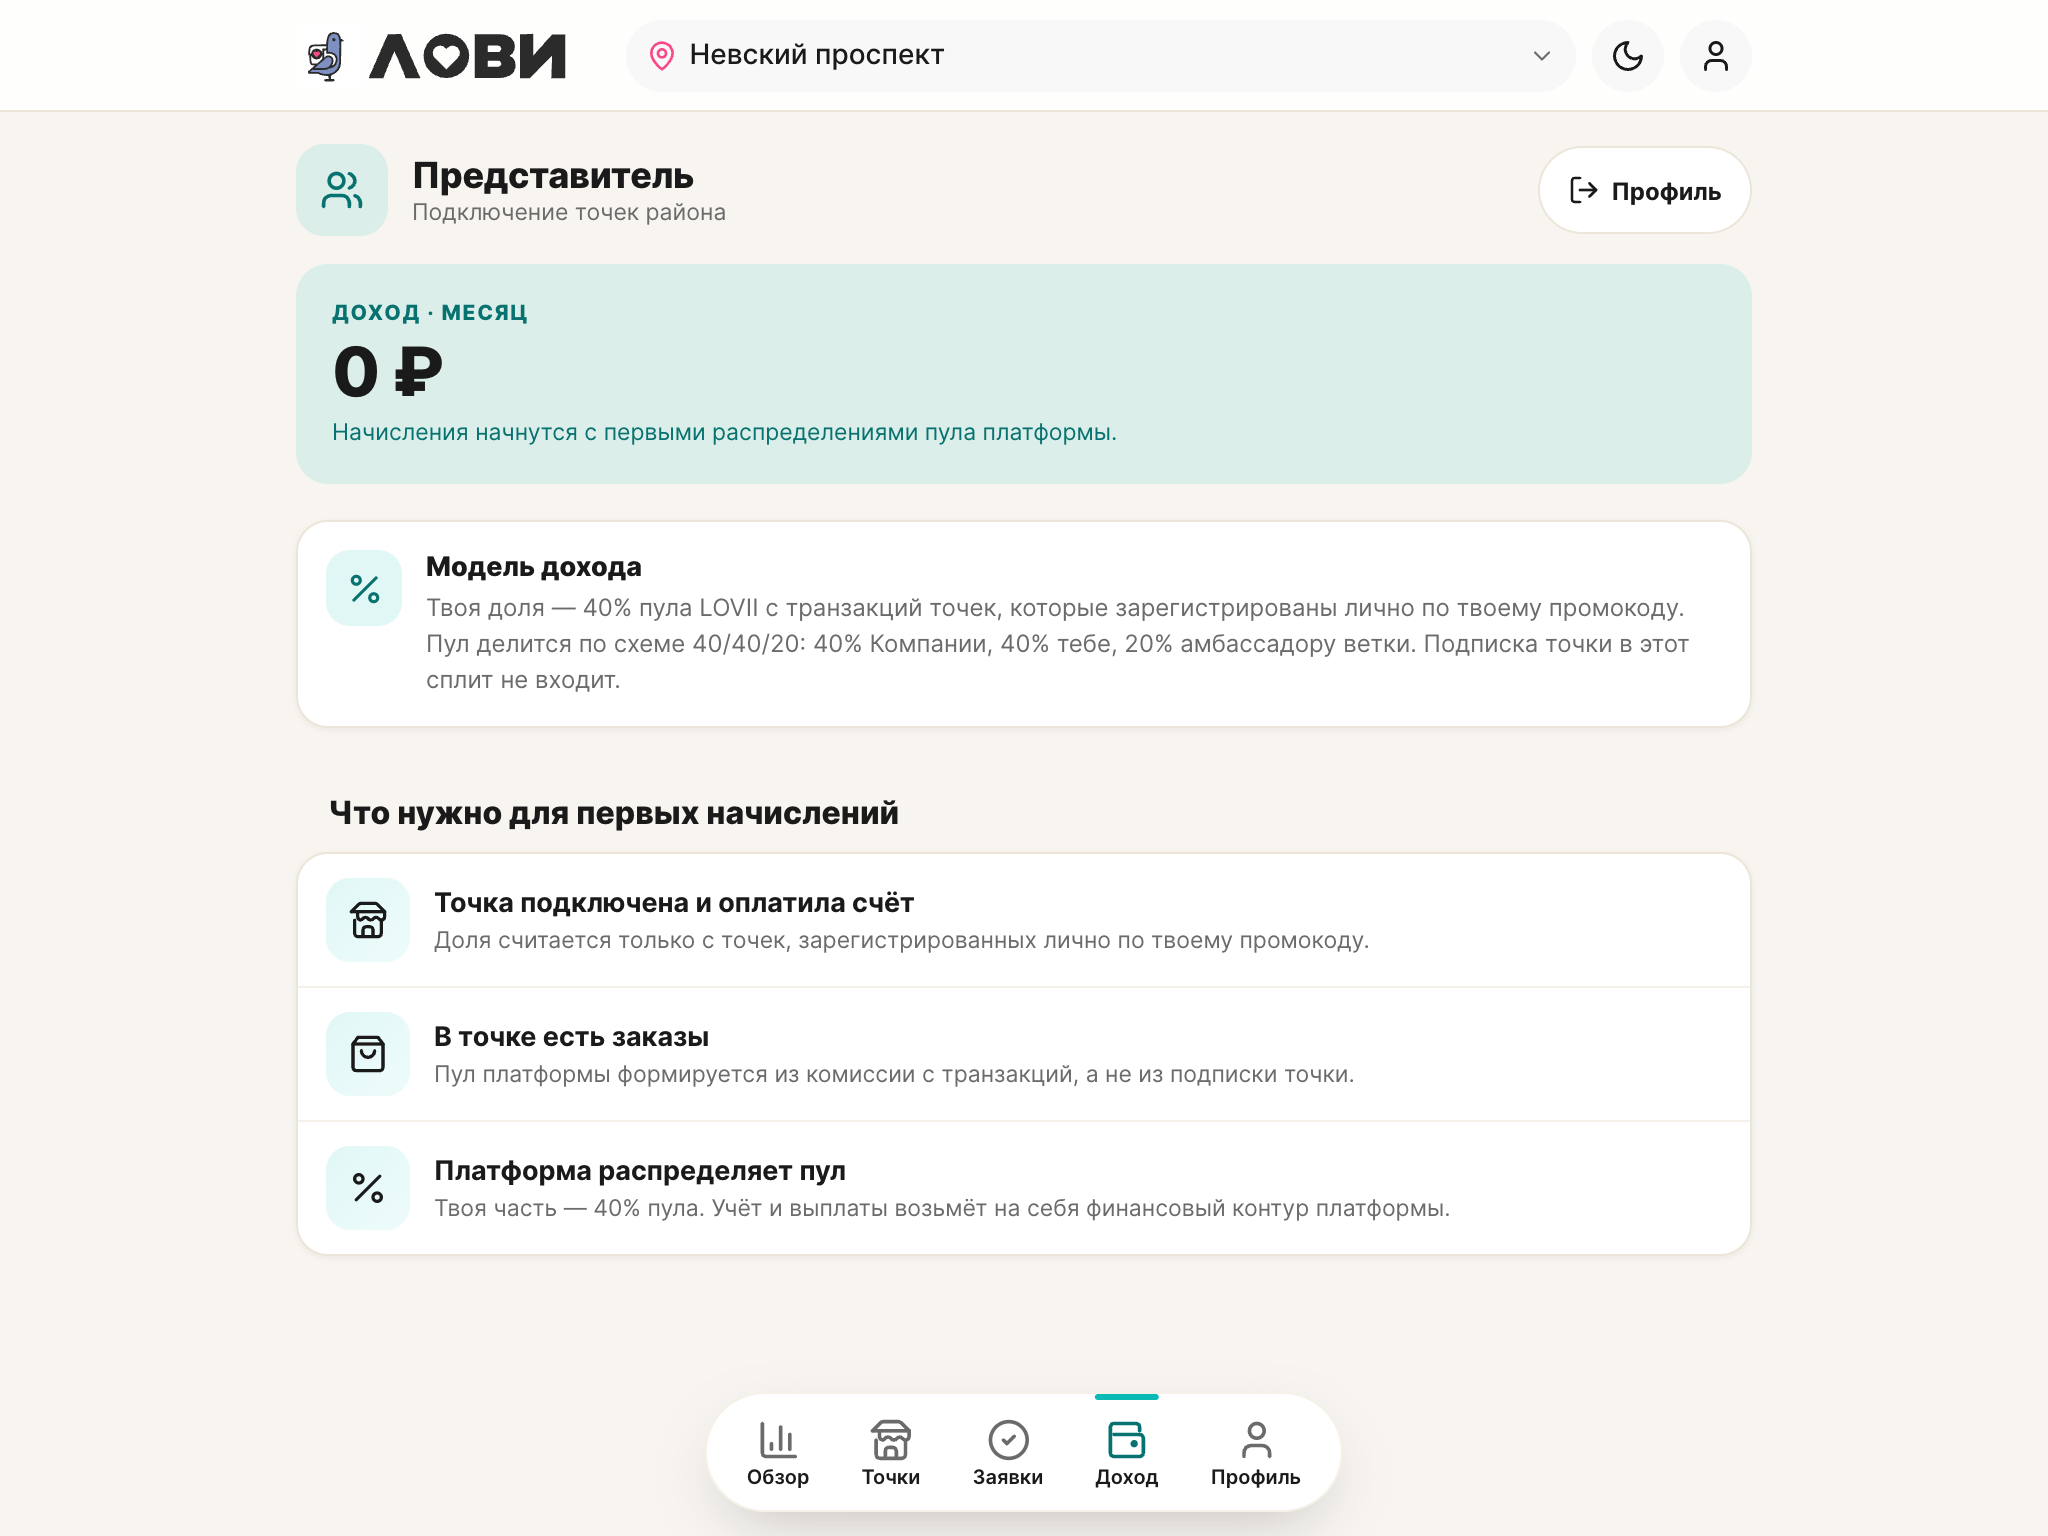 ЛОВИ
Невский проспект
Представитель
Подключение точек района
Профиль
ДОХОД · МЕСЯЦ
0 ₽
Начисления начнутся с первыми распределениями пула платформы.
Модель дохода
Твоя доля — 40% пула LOVII с транзакций точек, которые зарегистрированы лично по твоему промокоду.
Пул делится по схеме 40/40/20: 40% Компании, 40% тебе, 20% амбассадору ветки. Подписка точки в этот
сплит не входит.
Что нужно для первых начислений
Точка подключена и оплатила счёт
Доля считается только с точек, зарегистрированных лично по твоему промокоду.
В точке есть заказы
Пул платформы формируется из комиссии с транзакций, а не из подписки точки.
Платформа распределяет пул
Твоя часть — 40% пула. Учёт и выплаты возьмёт на себя финансовый контур платформы.
Обзор
Точки
Заявки
Доход
Профиль